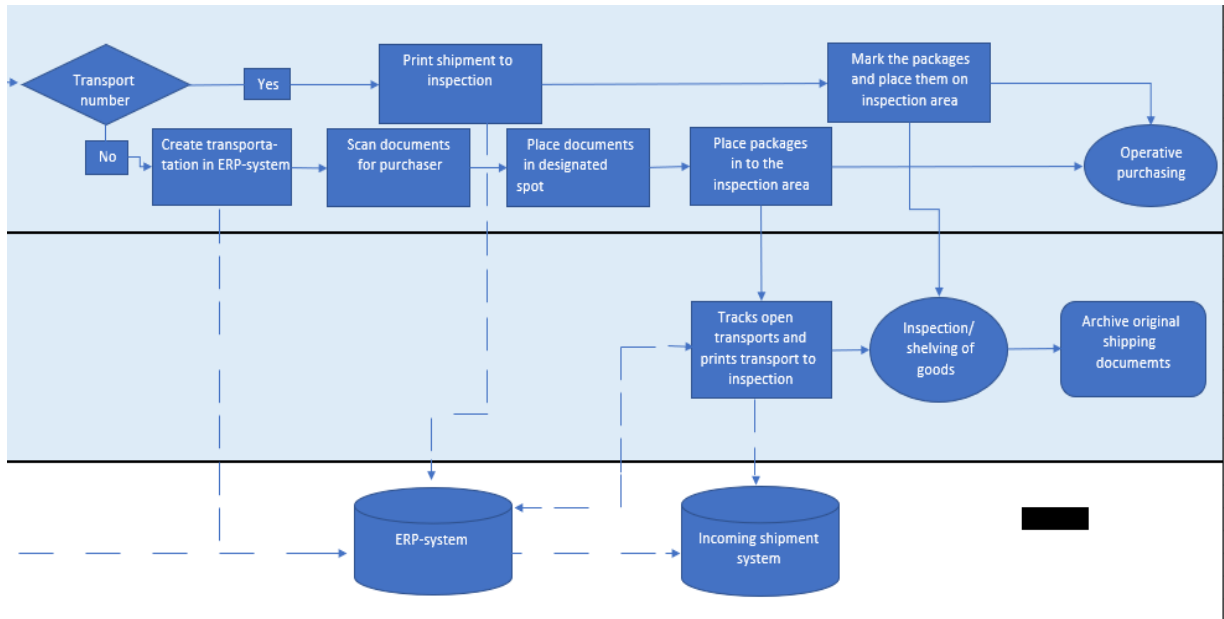 Transport
number
Yes
Print shipment to
inspection
Mark the packages
and place them on
inspection area
No
Create transporta-
tation in ERP-system
Scan documents
for purchaser
Place documents
in designated
spot
Place packages
in to the
inspection area
Operative
purchasing
Tracks open
transports and
prints transport to
inspection
Inspection/
shelving of
goods
Archive original
shipping
documemts
ERP-system
Incoming shipment
system